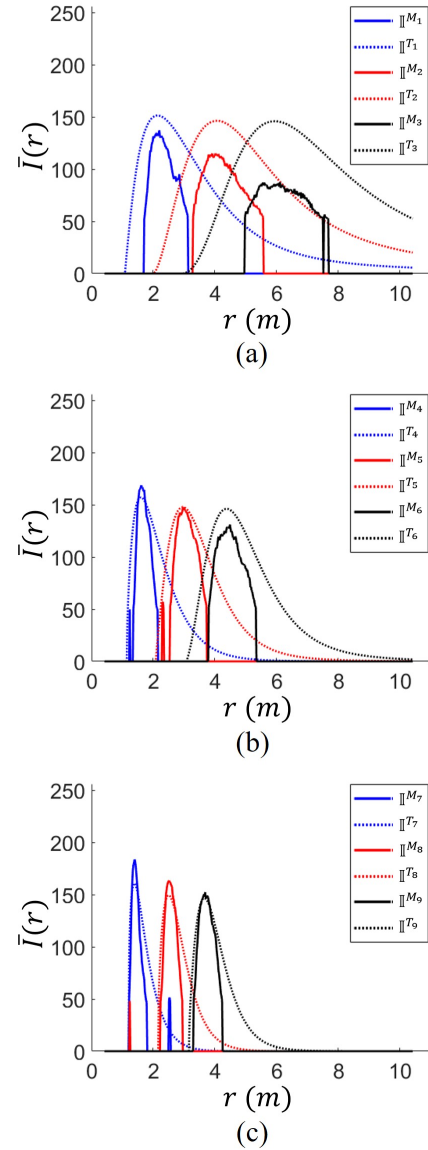 250
200
150
100
50
0
Ī(r)
0 2 4 6 8 10
r (m)
𝕀^{M_1}
𝕀^{T_1}
𝕀^{M_2}
𝕀^{T_2}
𝕀^{M_3}
𝕀^{T_3}
(a)
250
200
150
100
50
0
Ī(r)
0 2 4 6 8 10
r (m)
𝕀^{M_4}
𝕀^{T_4}
𝕀^{M_5}
𝕀^{T_5}
𝕀^{M_6}
𝕀^{T_6}
(b)
250
200
150
100
50
0
Ī(r)
0 2 4 6 8 10
r (m)
𝕀^{M_7}
𝕀^{T_7}
𝕀^{M_8}
𝕀^{T_8}
𝕀^{M_9}
𝕀^{T_9}
(c)